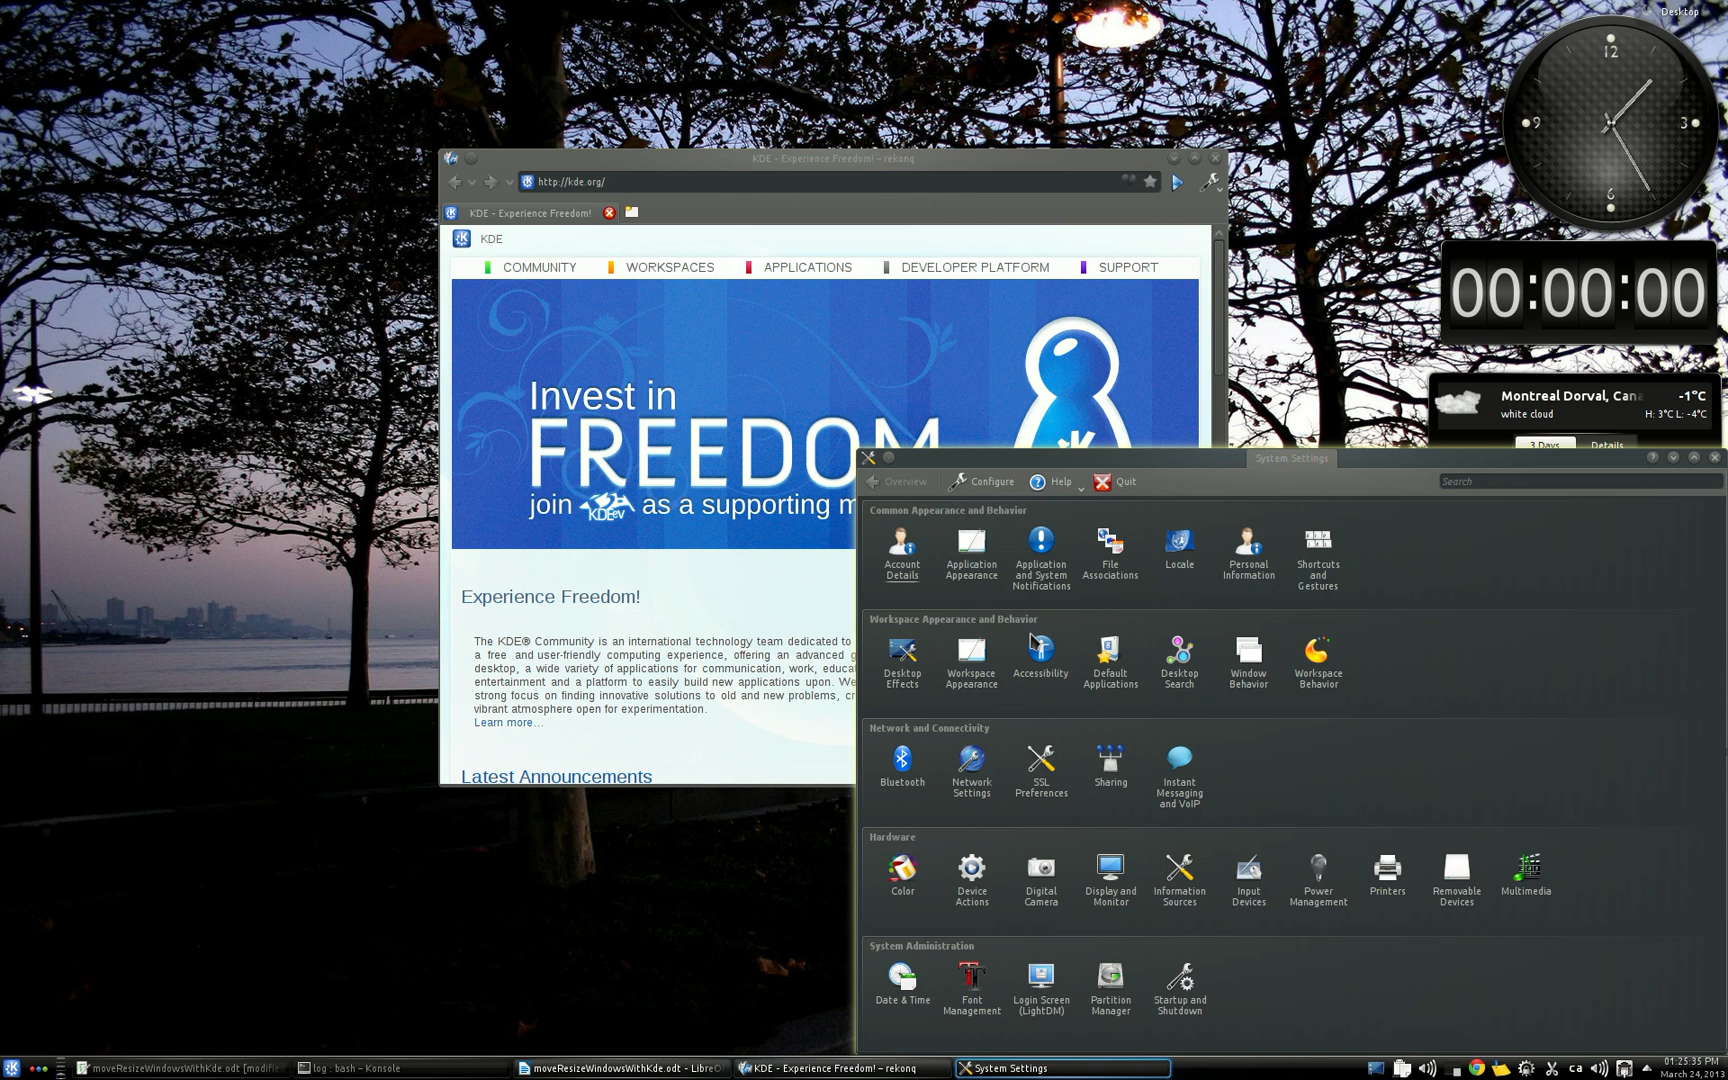 Desktop
12
9
3
6
KDE - Experience Freedom! – rekonq
http://kde.org/
KDE - Experience Freedom!
KDE
COMMUNITY
WORKSPACES
APPLICATIONS
DEVELOPER PLATFORM
SUPPORT
Invest in
FREEDOM
join KDEeV as a supporting m
Experience Freedom!
The KDE® Community is an international technology team dedicated to
a free and user-friendly computing experience, offering an advanced g
desktop, a wide variety of applications for communication, work, educa
entertainment and a platform to easily build new applications upon. We
strong focus on finding innovative solutions to old and new problems, cr
vibrant atmosphere open for experimentation.
Learn more...
Latest Announcements
00:00:00
Montreal Dorval, Cana
-1°C
white cloud
H: 3°C L: -4°C
3 Days
Details
System Settings
Overview
Configure
Help
Quit
Search
Common Appearance and Behavior
Account
Details
Application
Appearance
Application
and System
Notifications
File
Associations
Locale
Personal
Information
Shortcuts
and
Gestures
Workspace Appearance and Behavior
Desktop
Effects
Workspace
Appearance
Accessibility
Default
Applications
Desktop
Search
Window
Behavior
Workspace
Behavior
Network and Connectivity
Bluetooth
Network
Settings
SSL
Preferences
Sharing
Instant
Messaging
and VoIP
Hardware
Color
Device
Actions
Digital
Camera
Display and
Monitor
Information
Sources
Input
Devices
Power
Management
Printers
Removable
Devices
Multimedia
System Administration
Date & Time
Font
Management
Login Screen
(LightDM)
Partition
Manager
Startup and
Shutdown
moveResizeWindowsWithKde.odt [modifie
log : bash – Konsole
moveResizeWindowsWithKde.odt - LibreO
KDE - Experience Freedom! – rekonq
System Settings
ca
01:25:35 PM
March 24, 2013